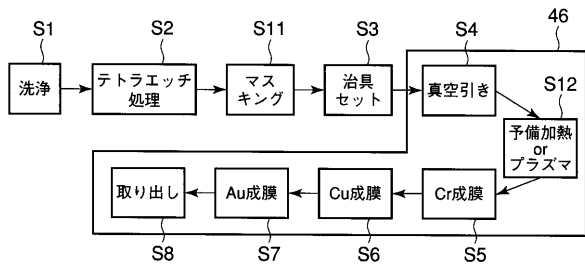 S1
S2
S11
S3
S4
46
洗浄
テトラエッチ
処理
マス
キング
治具
セット
真空引き
S12
予備加熱
or
プラズマ
取り出し
Au成膜
Cu成膜
Cr成膜
S8
S7
S6
S5